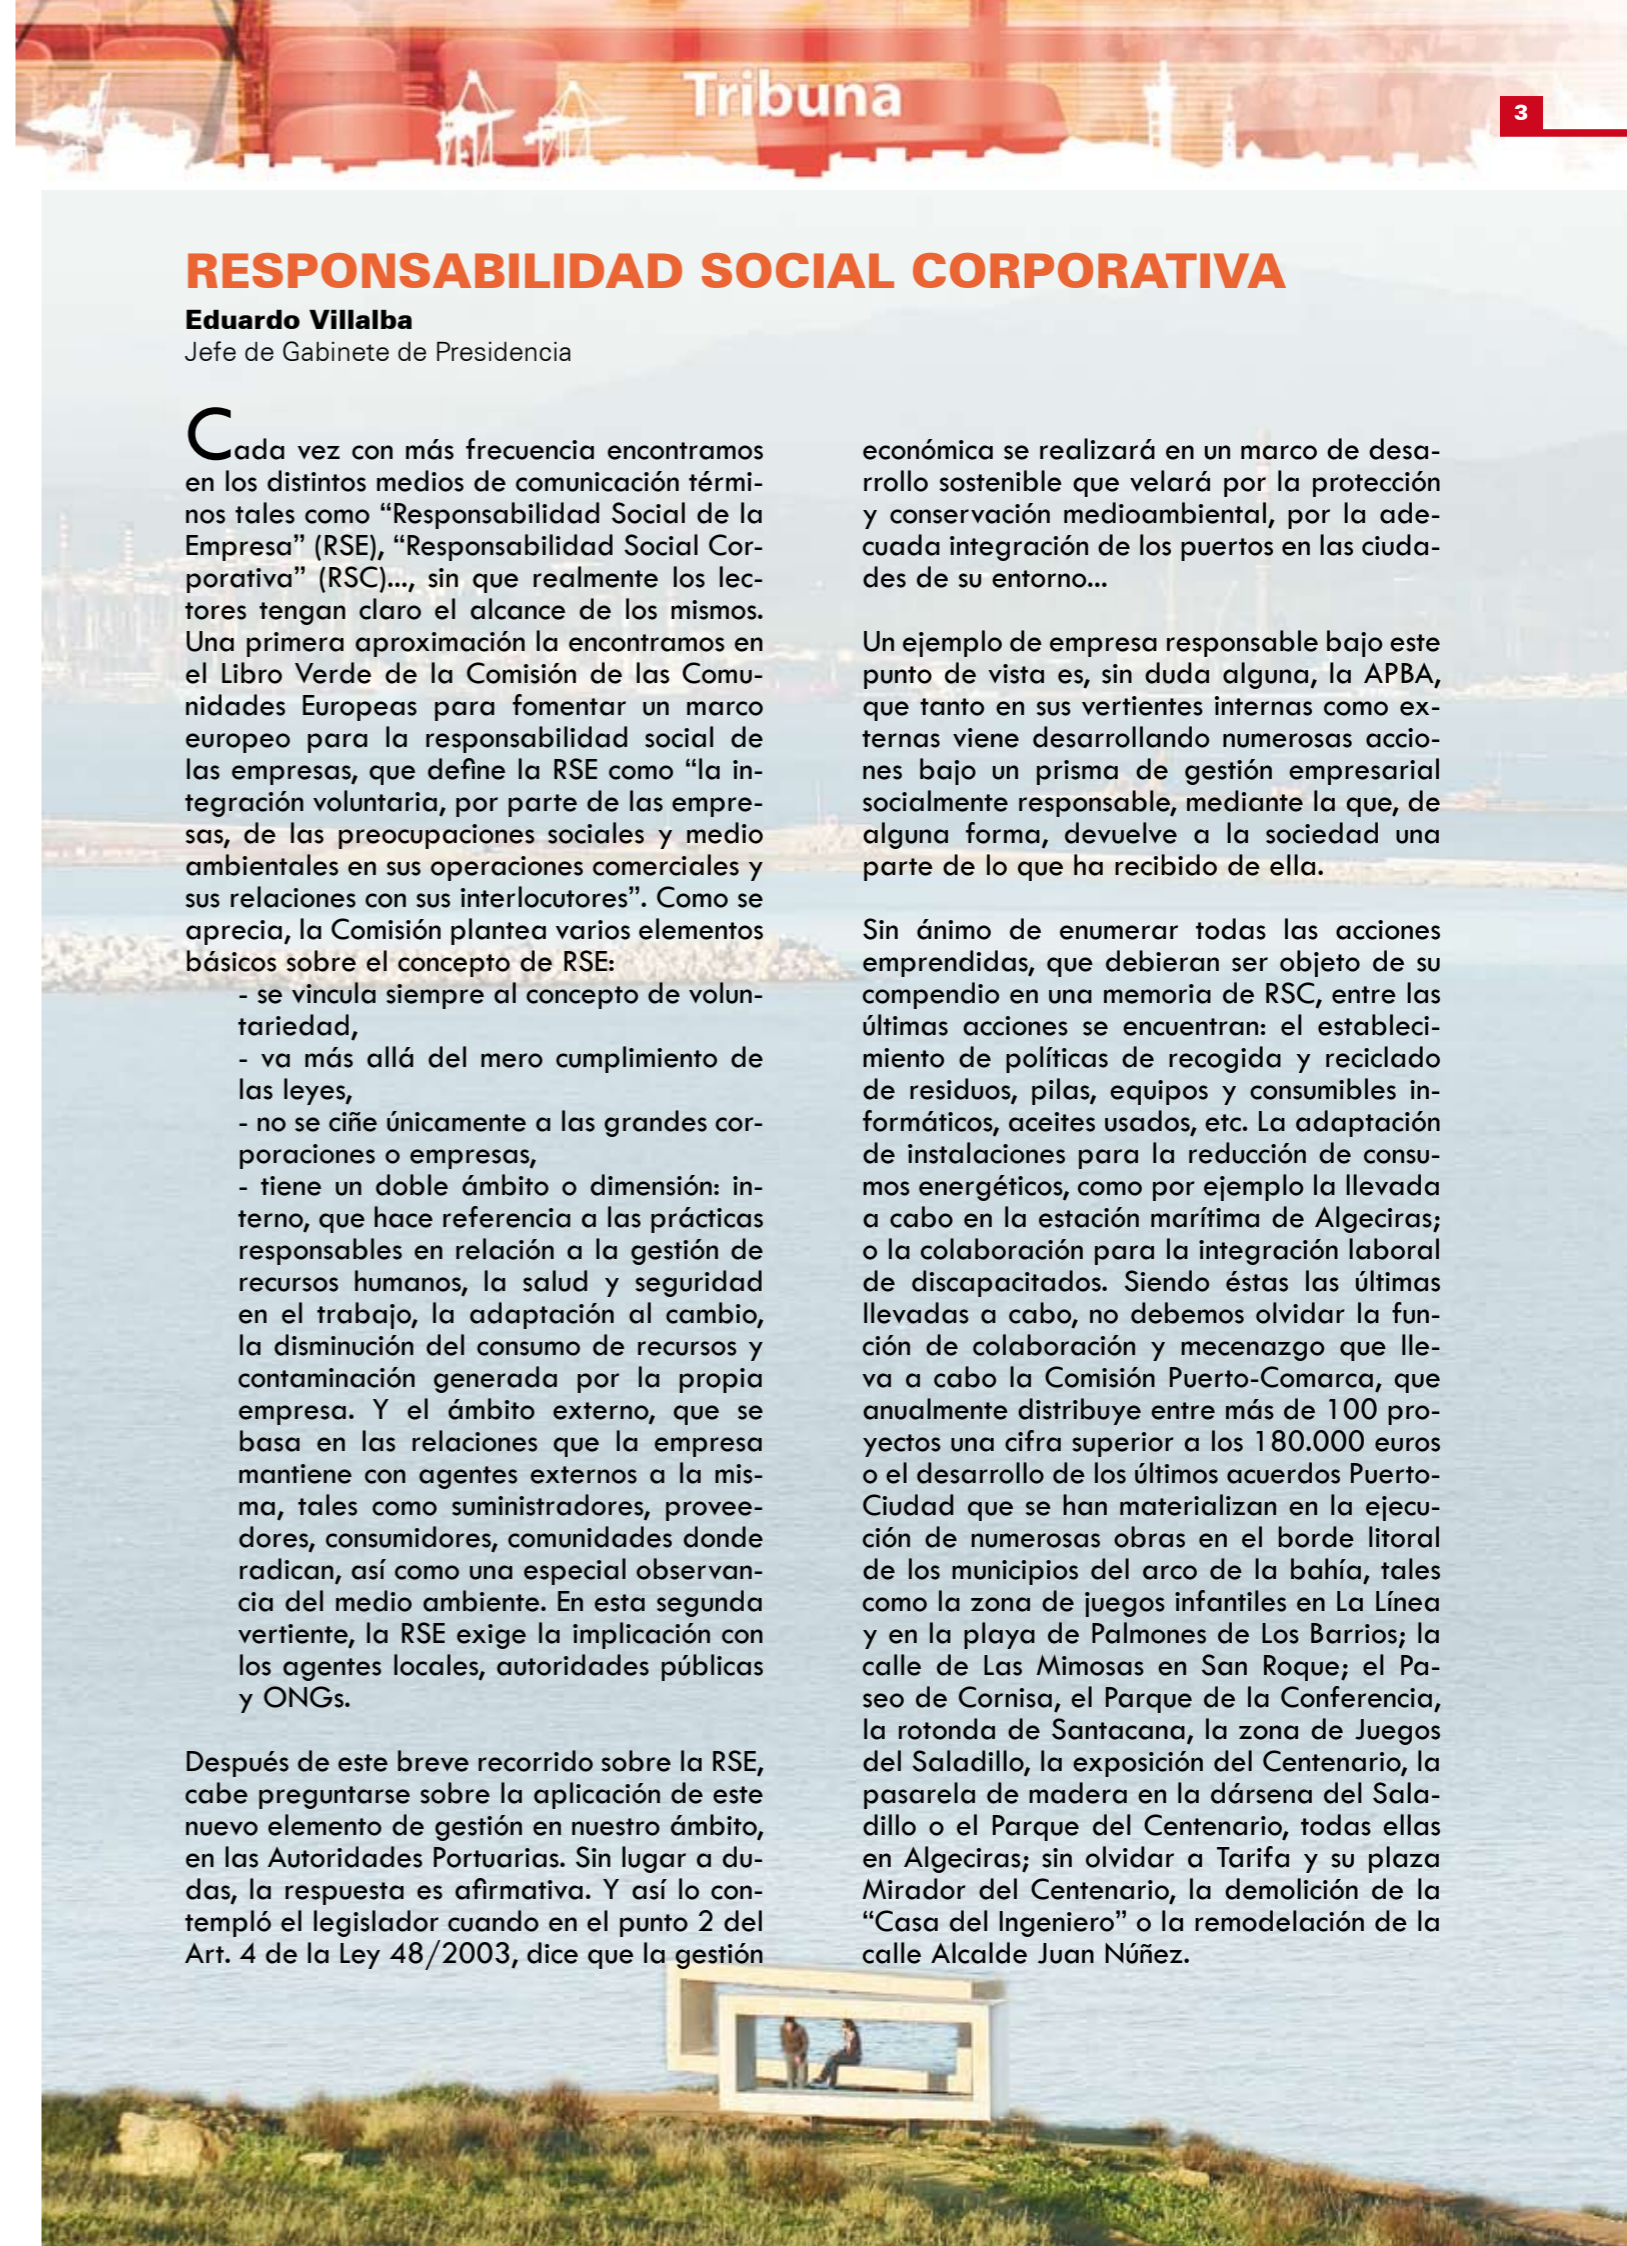 Tribuna
3
RESPONSABILIDAD SOCIAL CORPORATIVA
Eduardo Villalba
Jefe de Gabinete de Presidencia
Cada vez con más frecuencia encontramos
en los distintos medios de comunicación térmi-
nos tales como “Responsabilidad Social de la
Empresa” (RSE), “Responsabilidad Social Cor-
porativa” (RSC)..., sin que realmente los lec-
tores tengan claro el alcance de los mismos.
Una primera aproximación la encontramos en
el Libro Verde de la Comisión de las Comu-
nidades Europeas para fomentar un marco
europeo para la responsabilidad social de
las empresas, que define la RSE como “la in-
tegración voluntaria, por parte de las empre-
sas, de las preocupaciones sociales y medio
ambientales en sus operaciones comerciales y
sus relaciones con sus interlocutores”. Como se
aprecia, la Comisión plantea varios elementos
básicos sobre el concepto de RSE:
- se vincula siempre al concepto de volun-
tariedad,
- va más allá del mero cumplimiento de
las leyes,
- no se ciñe únicamente a las grandes cor-
poraciones o empresas,
- tiene un doble ámbito o dimensión: in-
terno, que hace referencia a las prácticas
responsables en relación a la gestión de
recursos humanos, la salud y seguridad
en el trabajo, la adaptación al cambio,
la disminución del consumo de recursos y
contaminación generada por la propia
empresa. Y el ámbito externo, que se
basa en las relaciones que la empresa
mantiene con agentes externos a la mis-
ma, tales como suministradores, provee-
dores, consumidores, comunidades donde
radican, así como una especial observan-
cia del medio ambiente. En esta segunda
vertiente, la RSE exige la implicación con
los agentes locales, autoridades públicas
y ONGs.
Después de este breve recorrido sobre la RSE,
cabe preguntarse sobre la aplicación de este
nuevo elemento de gestión en nuestro ámbito,
en las Autoridades Portuarias. Sin lugar a du-
das, la respuesta es afirmativa. Y así lo con-
templó el legislador cuando en el punto 2 del
Art. 4 de la Ley 48/2003, dice que la gestión
económica se realizará en un marco de desa-
rrollo sostenible que velará por la protección
y conservación medioambiental, por la ade-
cuada integración de los puertos en las ciuda-
des de su entorno...
Un ejemplo de empresa responsable bajo este
punto de vista es, sin duda alguna, la APBA,
que tanto en sus vertientes internas como ex-
ternas viene desarrollando numerosas accio-
nes bajo un prisma de gestión empresarial
socialmente responsable, mediante la que, de
alguna forma, devuelve a la sociedad una
parte de lo que ha recibido de ella.
Sin ánimo de enumerar todas las acciones
emprendidas, que debieran ser objeto de su
compendio en una memoria de RSC, entre las
últimas acciones se encuentran: el estableci-
miento de políticas de recogida y reciclado
de residuos, pilas, equipos y consumibles in-
formáticos, aceites usados, etc. La adaptación
de instalaciones para la reducción de consu-
mos energéticos, como por ejemplo la llevada
a cabo en la estación marítima de Algeciras;
o la colaboración para la integración laboral
de discapacitados. Siendo éstas las últimas
llevadas a cabo, no debemos olvidar la fun-
ción de colaboración y mecenazgo que lle-
va a cabo la Comisión Puerto-Comarca, que
anualmente distribuye entre más de 100 pro-
yectos una cifra superior a los 180.000 euros
o el desarrollo de los últimos acuerdos Puerto-
Ciudad que se han materializan en la ejecu-
ción de numerosas obras en el borde litoral
de los municipios del arco de la bahía, tales
como la zona de juegos infantiles en La Línea
y en la playa de Palmones de Los Barrios; la
calle de Las Mimosas en San Roque; el Pa-
seo de Cornisa, el Parque de la Conferencia,
la rotonda de Santacana, la zona de Juegos
del Saladillo, la exposición del Centenario, la
pasarela de madera en la dársena del Sala-
dillo o el Parque del Centenario, todas ellas
en Algeciras; sin olvidar a Tarifa y su plaza
Mirador del Centenario, la demolición de la
“Casa del Ingeniero” o la remodelación de la
calle Alcalde Juan Núñez.